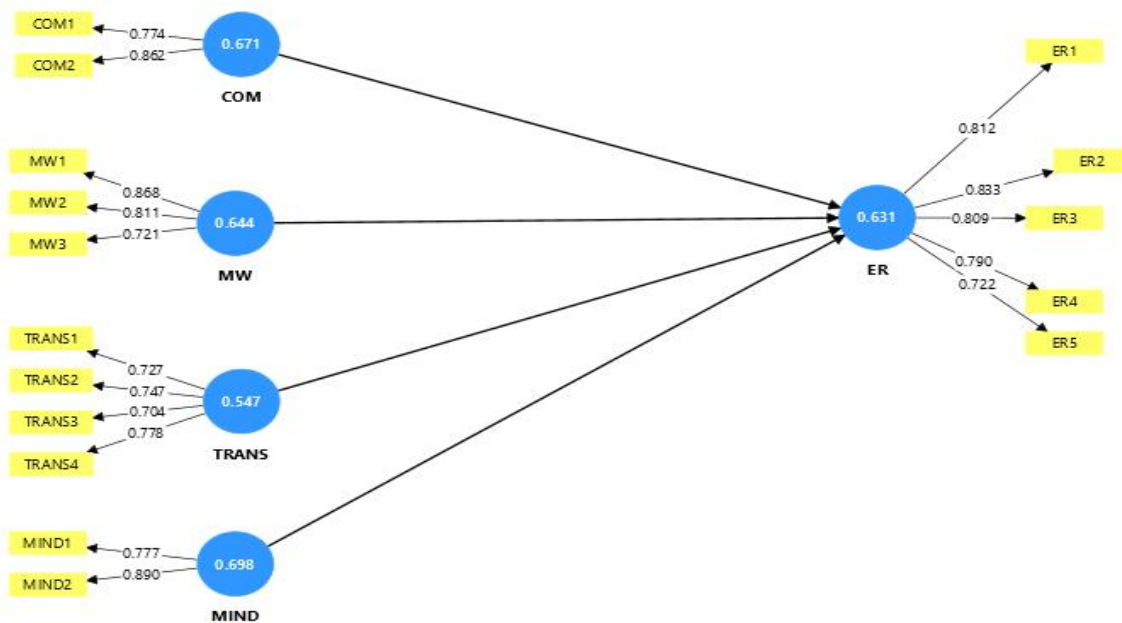 COM1
0.774
COM2
0.862
0.671
COM
MW1
0.868
MW2
0.811
MW3
0.721
0.644
MW
TRANS1
0.727
TRANS2
0.747
TRANS3
0.704
TRANS4
0.778
0.547
TRANS
MIND1
0.777
MIND2
0.890
0.698
MIND
0.631
ER
ER1
0.812
ER2
0.833
ER3
0.809
ER4
0.790
ER5
0.722